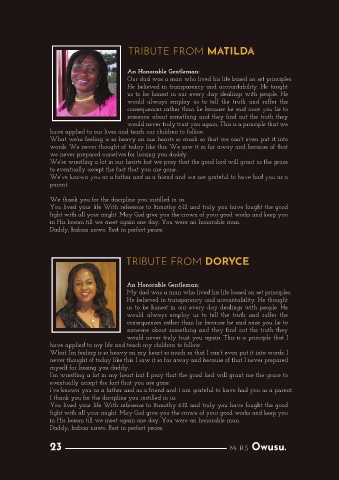 TRIBUTE FROM MATILDA
An Honorable Gentleman:
Our dad was a man who lived his life based on set principles.
He believed in transparency and accountability. He taught
us to be honest in our every day dealings with people. He
would always employ us to tell the truth and suffer the
consequences rather than lie because he said once you lie to
someone about something and they find out the truth they
would never truly trust you again. This is a principle that we
have applied to our lives and teach our children to follow.
What we're feeling is so heavy on our hearts so much so that we can't even put it into
words. We never thought of today like this. We saw it so far away and because of that
we never prepared ourselves for loosing you daddy.
We're wrestling a lot in our hearts but we pray that the good lord will grant us the grace
to eventually accept the fact that you are gone.
We've known you as a father and as a friend and we are grateful to have had you as a
parent.
We thank you for the discipline you instilled in us.
You lived your life With reference to 2timothy 6:12 and truly you have fought the good
fight with all your might. May God give you the crown of your good works and keep you
in His bosom till we meet again one day. You were an honorable man.
Daddy, babaa nawo. Rest in perfect peace.
TRIBUTE FROM DORYCE
An Honorable Gentleman:
My dad was a man who lived his life based on set principles.
He believed in transparency and accountability. He thought
us to be honest in our every day dealings with people. He
would always employ us to tell the truth and suffer the
consequences rather than lie because he said once you lie to
someone about something and they find out the truth they
would never truly trust you again. This is a principle that I
have applied to my life and teach my children to follow.
What I'm feeling is so heavy on my heart so much so that I can't even put it into words. I
never thought of today like this. I saw it so far away and because of that I never prepared
myself for loosing you daddy.
I'm wrestling a lot in my heart but I pray that the good lord will grant me the grace to
eventually accept the fact that you are gone.
I've known you as a father and as a friend and I am grateful to have had you as a parent.
I thank you for the discipline you instilled in us.
You lived your life With reference to 2timothy 6:12 and truly you have fought the good
fight with all your might. May God give you the crown of your good works and keep you
in His bosom till we meet again one day. You were an honorable man.
Daddy, babaa nawo. Rest in perfect peace.
23 Mr R.S. Owusu.